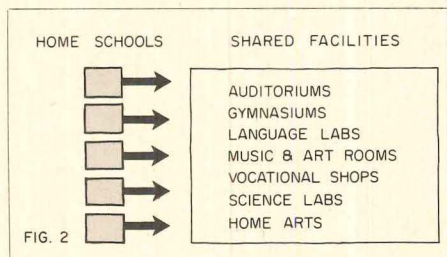 HOME SCHOOLS
SHARED FACILITIES
AUDITORIUMS
GYMNASIUMS
LANGUAGE LABS
MUSIC & ART ROOMS
VOCATIONAL SHOPS
SCIENCE LABS
HOME ARTS
FIG. 2